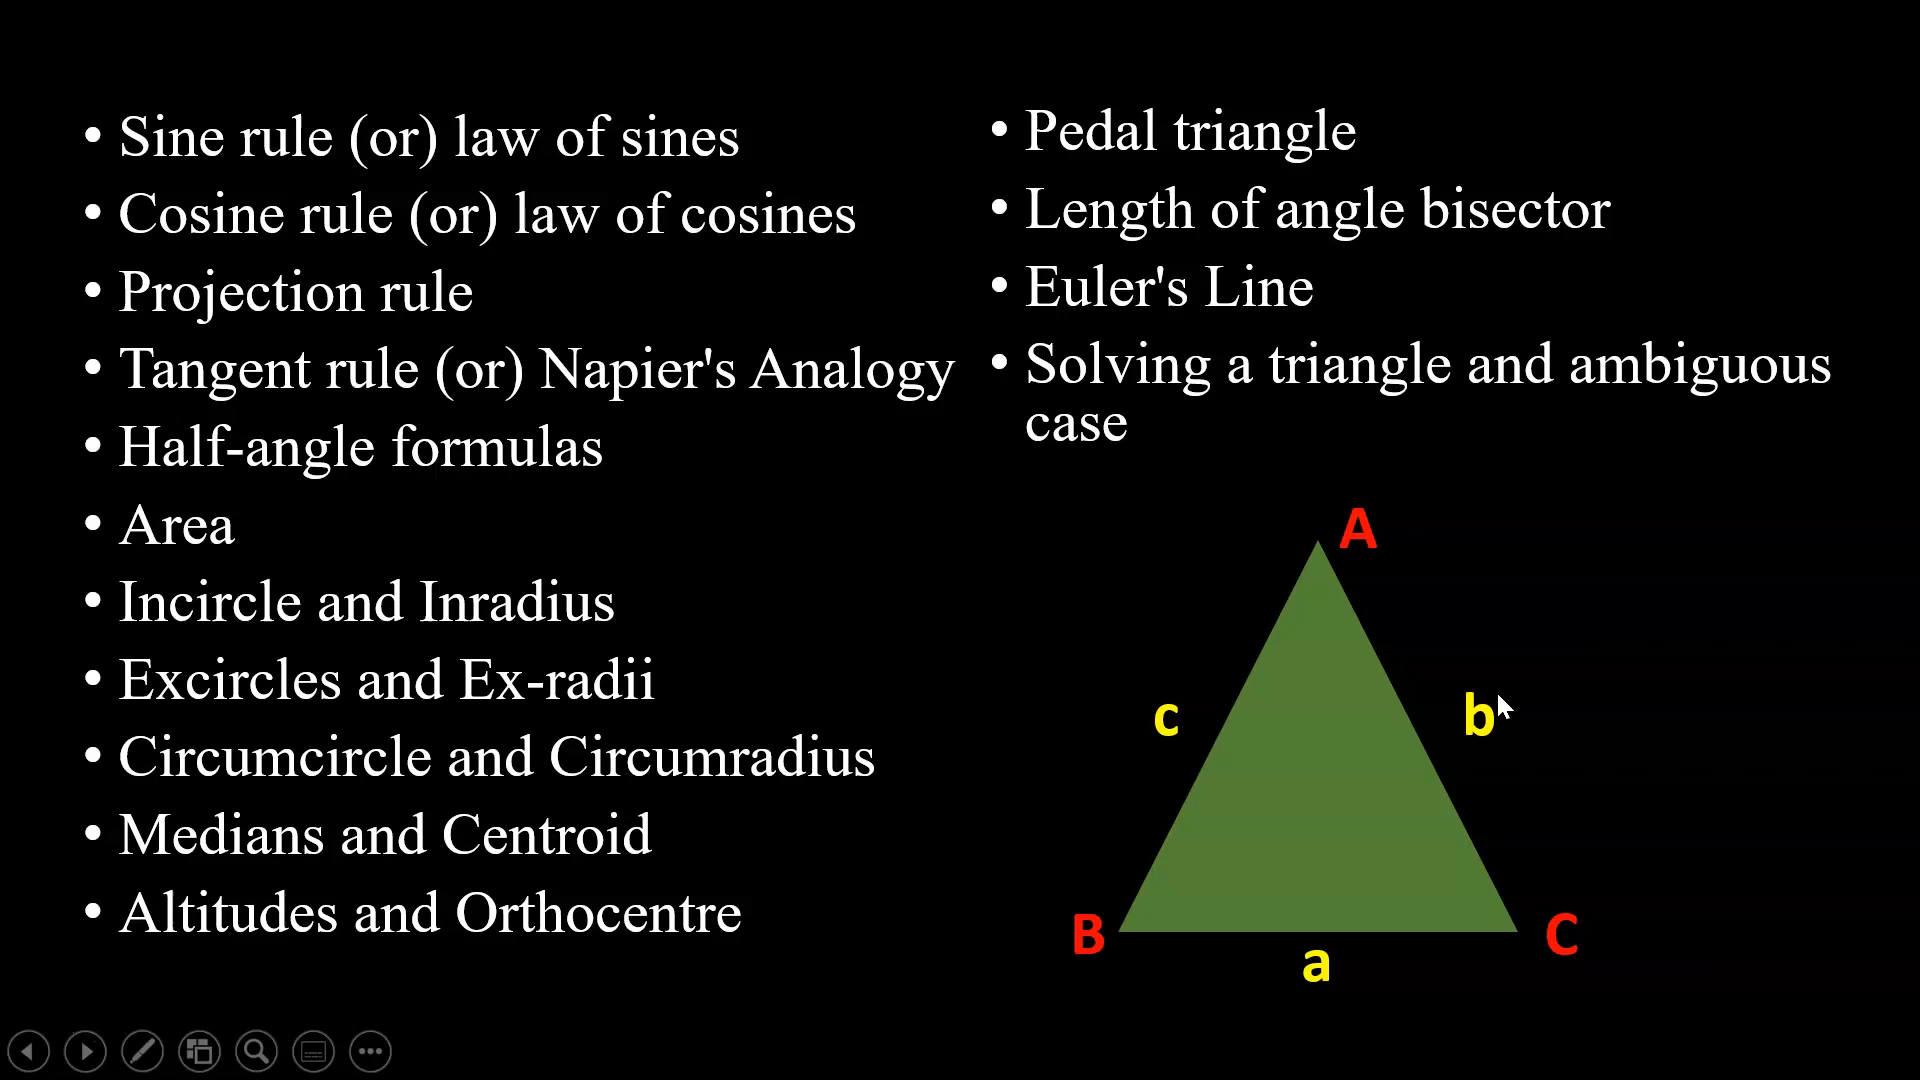 • Sine rule (or) law of sines
• Cosine rule (or) law of cosines
• Projection rule
• Tangent rule (or) Napier's Analogy
• Half-angle formulas
• Area
• Incircle and Inradius
• Excircles and Ex-radii
• Circumcircle and Circumradius
• Medians and Centroid
• Altitudes and Orthocentre
• Pedal triangle
• Length of angle bisector
• Euler's Line
• Solving a triangle and ambiguous
case
A
c
b
B
C
a